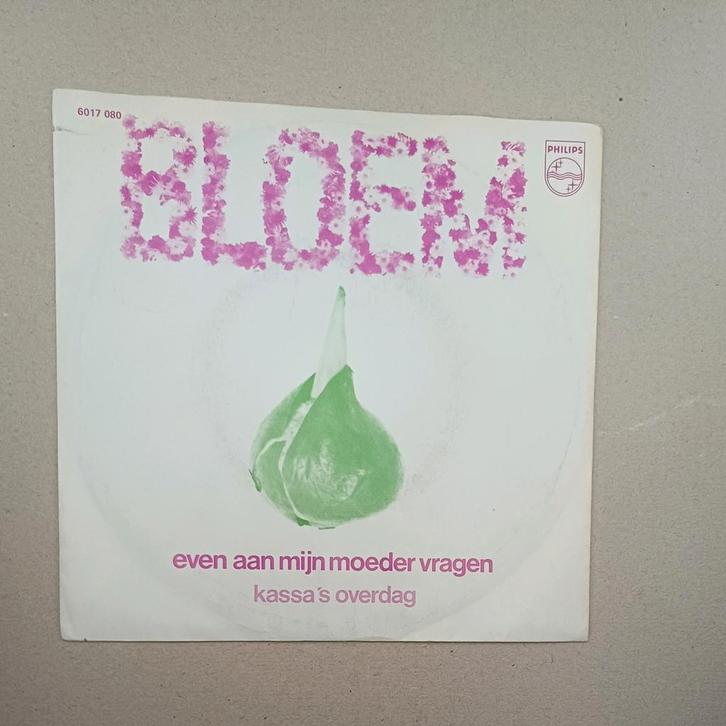 6017 080
BLOEM
PHILIPS
even aan mijn moeder vragen
kassa's overdag